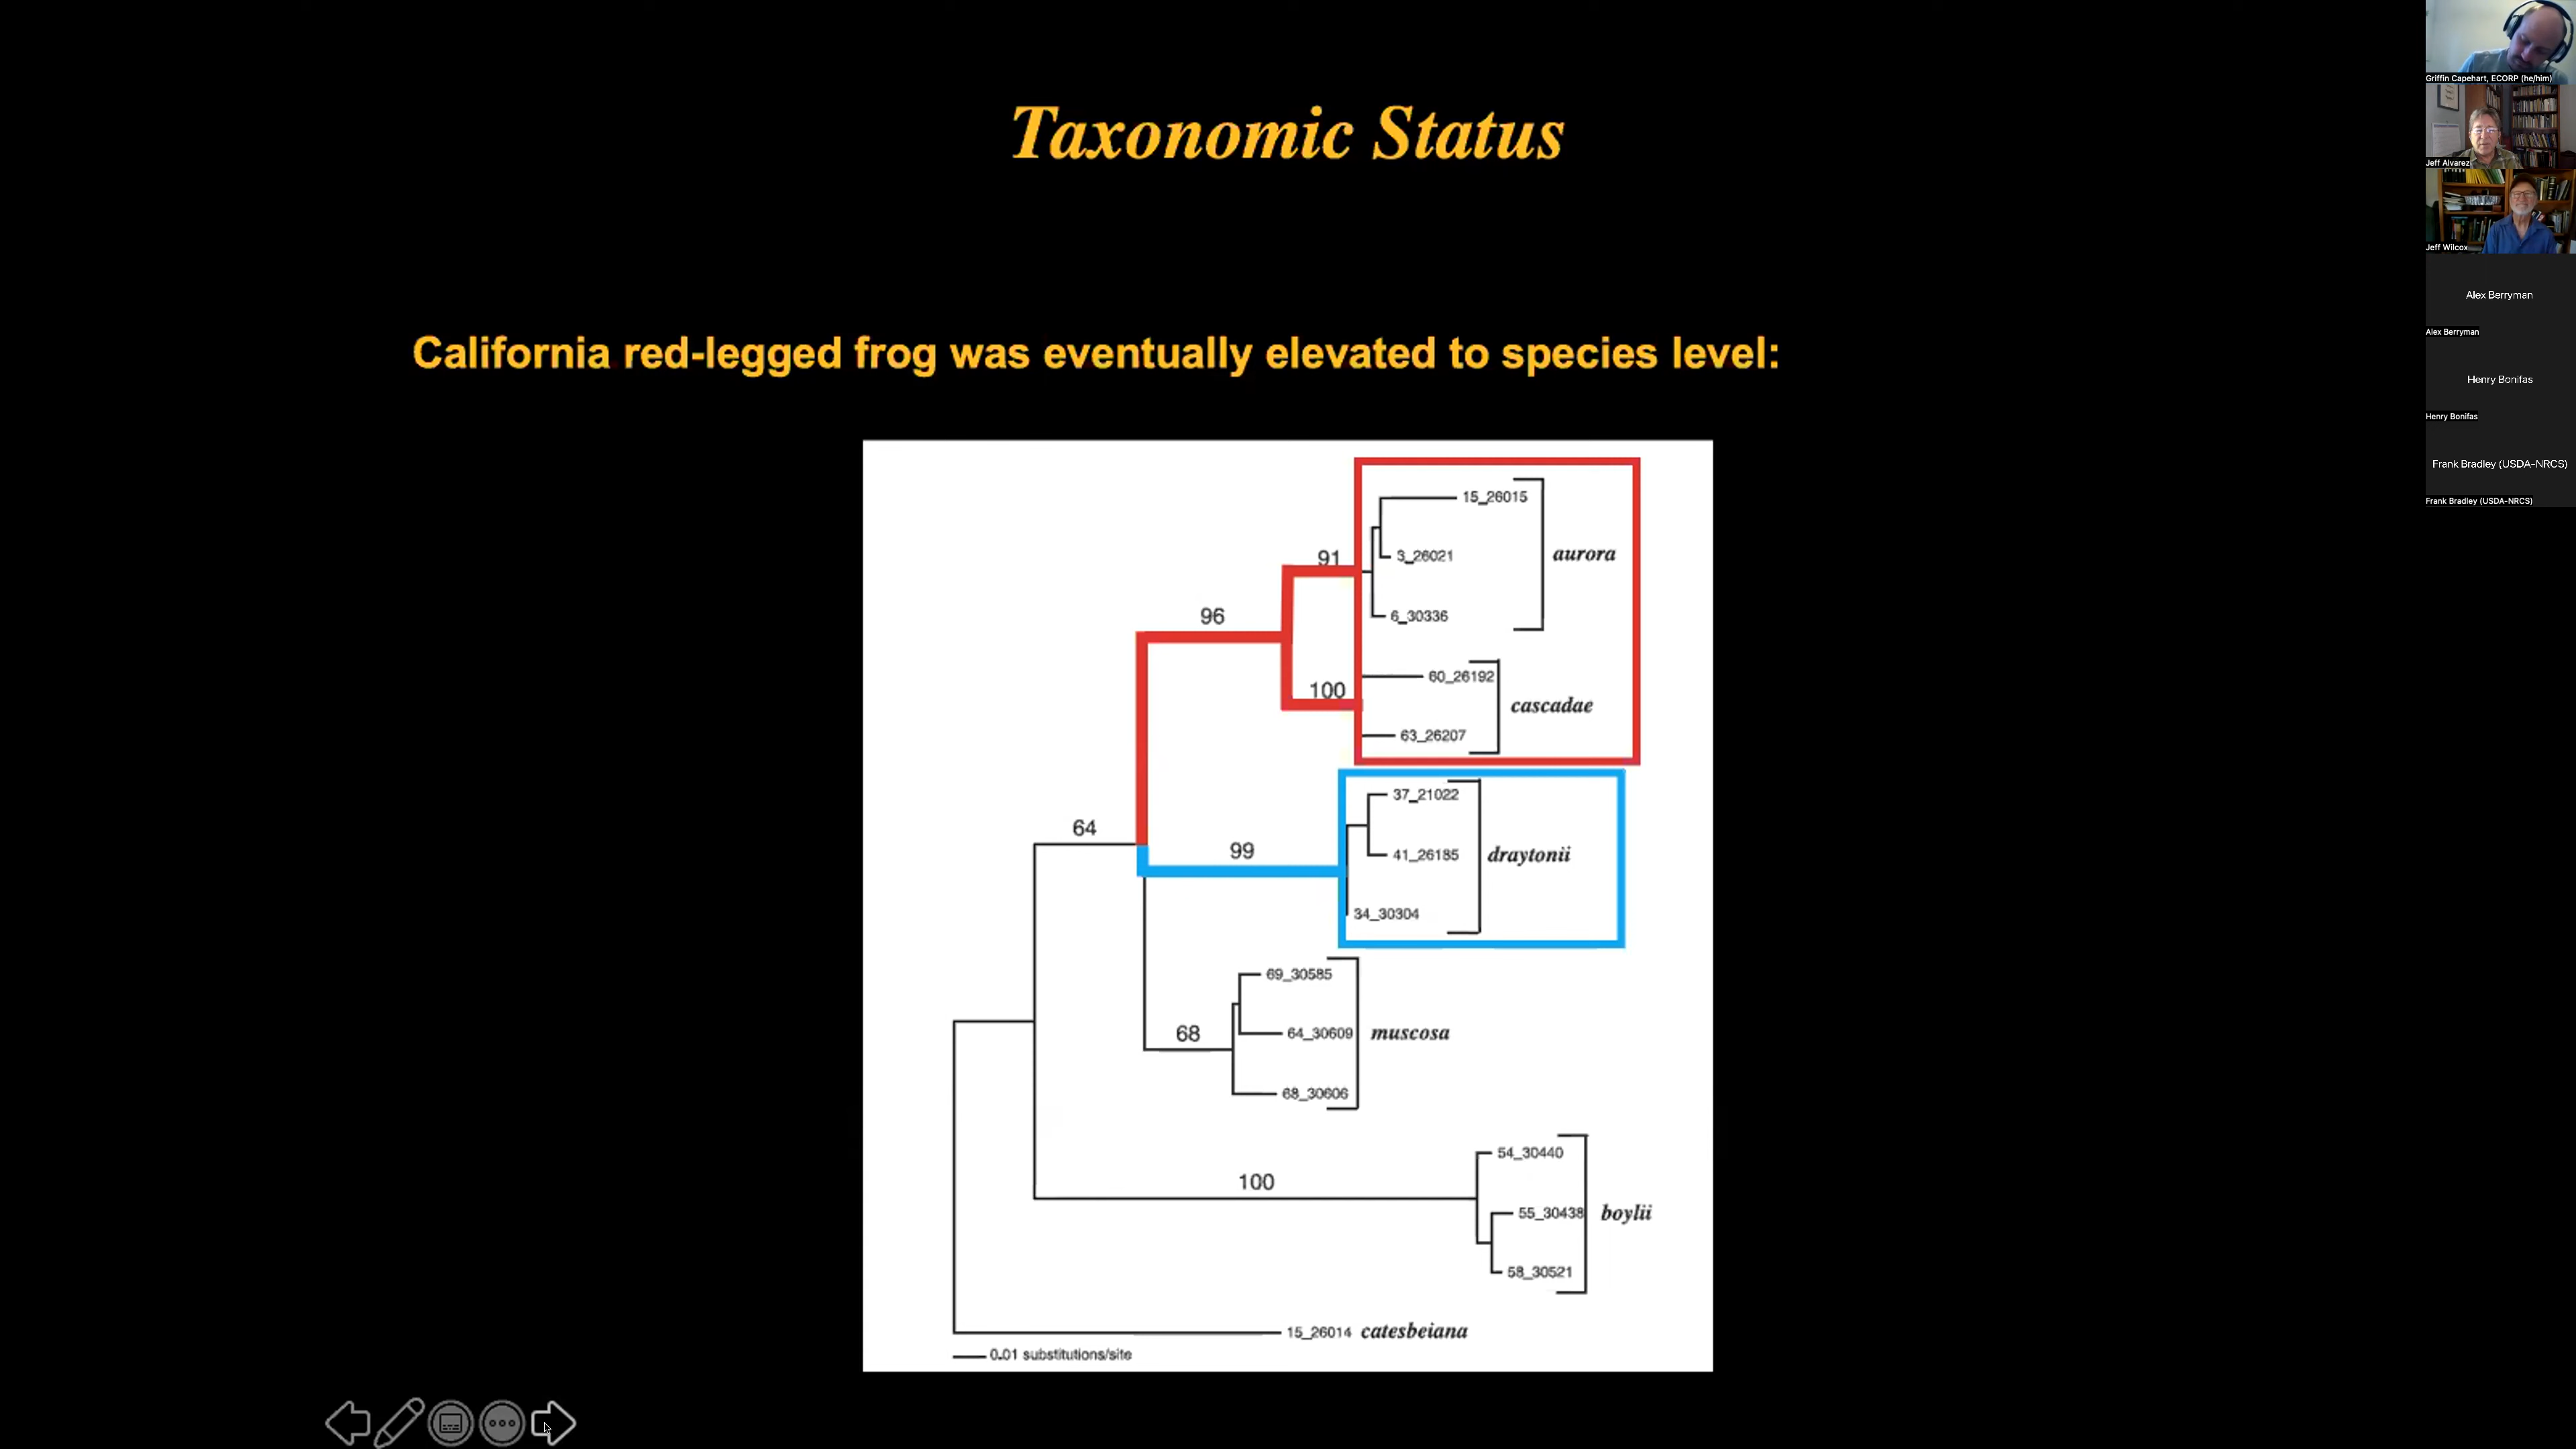 Taxonomic Status
California red-legged frog was eventually elevated to species level:
15_26015
91
3_26021
aurora
96
6_30336
60_26192
100
cascadae
63_26207
37_21022
64
99
41_26185
draytonii
34_30304
69_30585
68
64_30609
muscosa
68_30606
54_30440
100
55_30438
boylii
58_30521
15_26014 catesbeiana
0.01 substitutions/site
Griffin Capehart, ECORP (he/him)
Jeff Alvarez
Jeff Wilcox
Alex Berryman
Alex Berryman
Henry Bonifas
Henry Bonifas
Frank Bradley (USDA-NRCS)
Frank Bradley (USDA-NRCS)